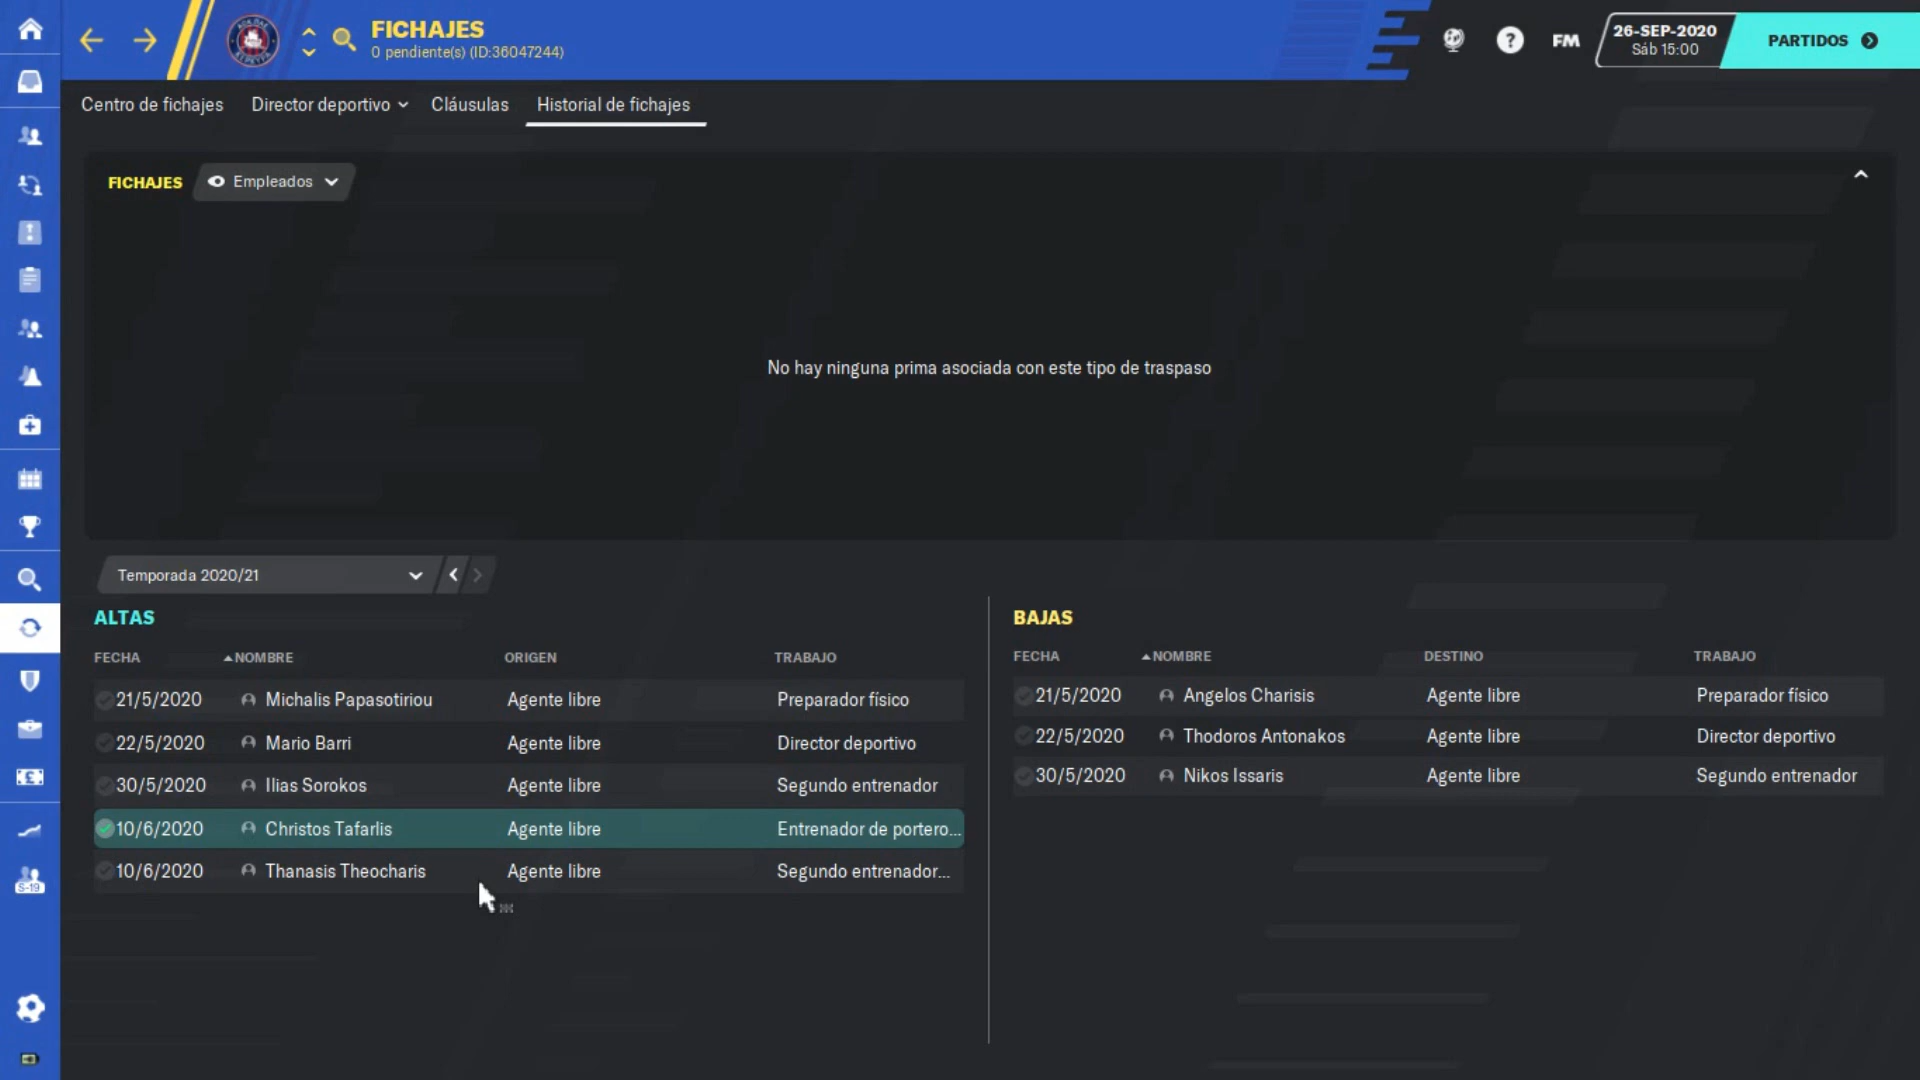 FICHAJES
0 pendiente(s) (ID:36047244)
FM
26-SEP-2020
Sáb 15:00
PARTIDOS
Centro de fichajes
Director deportivo
Cláusulas
Historial de fichajes
FICHAJES
Empleados
No hay ninguna prima asociada con este tipo de traspaso
Temporada 2020/21
ALTAS
FECHA NOMBRE ORIGEN TRABAJO
21/5/2020 Michalis Papasotiriou Agente libre Preparador físico
22/5/2020 Mario Barri Agente libre Director deportivo
30/5/2020 Ilias Sorokos Agente libre Segundo entrenador
10/6/2020 Christos Tafarlis Agente libre Entrenador de portero...
10/6/2020 Thanasis Theocharis Agente libre Segundo entrenador...
BAJAS
FECHA NOMBRE DESTINO TRABAJO
21/5/2020 Angelos Charisis Agente libre Preparador físico
22/5/2020 Thodoros Antonakos Agente libre Director deportivo
30/5/2020 Nikos Issaris Agente libre Segundo entrenador
S-19